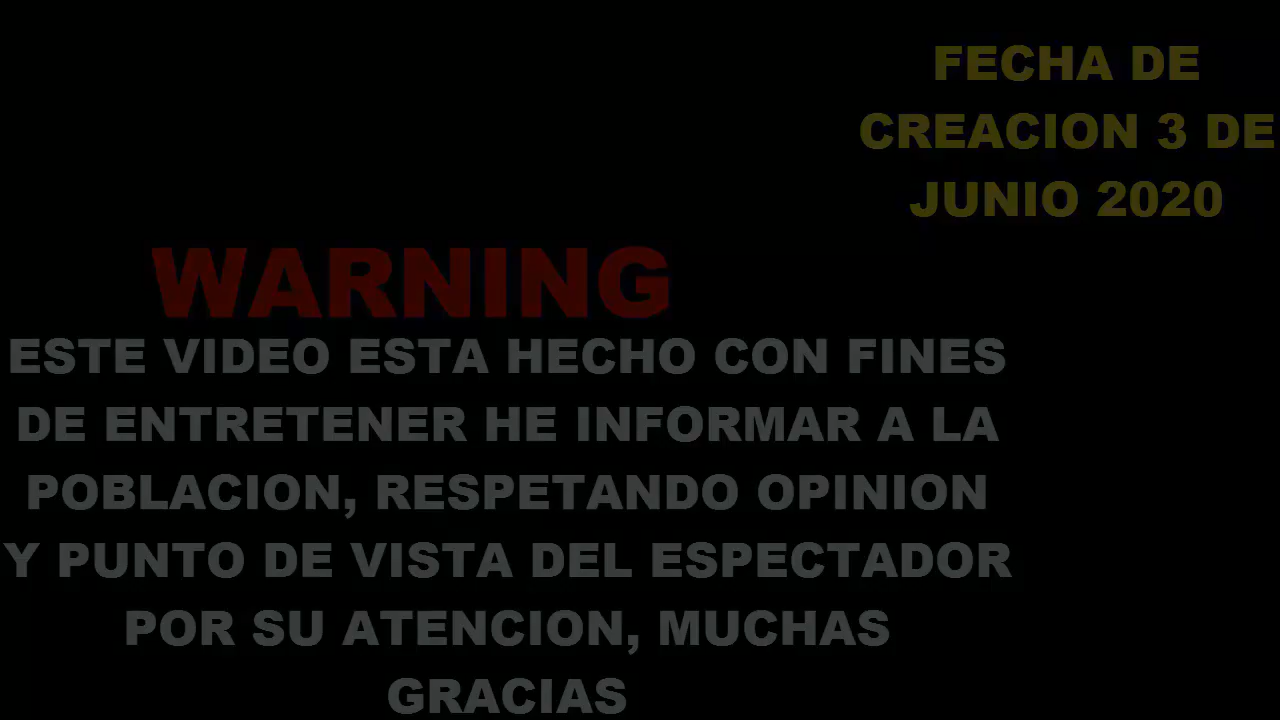 FECHA DE
CREACION 3 DE
JUNIO 2020
WARNING
ESTE VIDEO ESTA HECHO CON FINES
DE ENTRETENER HE INFORMAR A LA
POBLACION, RESPETANDO OPINION
Y PUNTO DE VISTA DEL ESPECTADOR
POR SU ATENCION, MUCHAS
GRACIAS